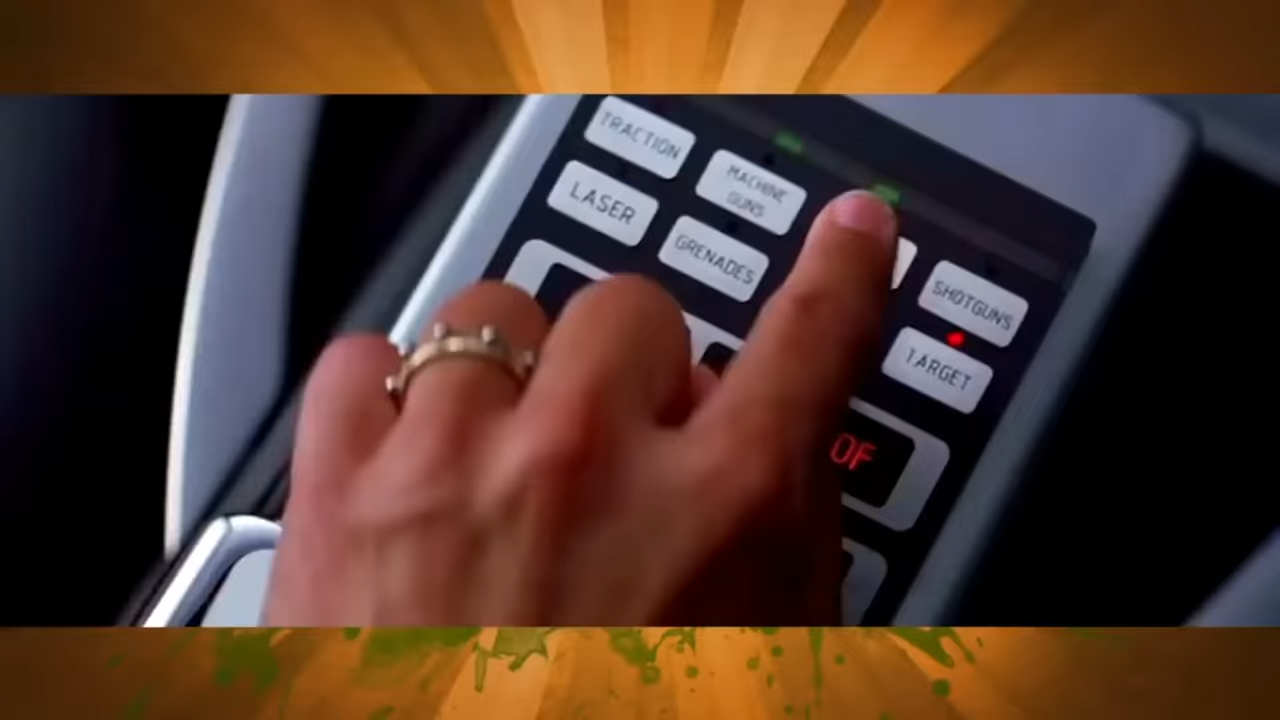 TRACTION
MACHINE
GUNS
SHOTGUNS
LASER
GRENADES
TARGET
OF